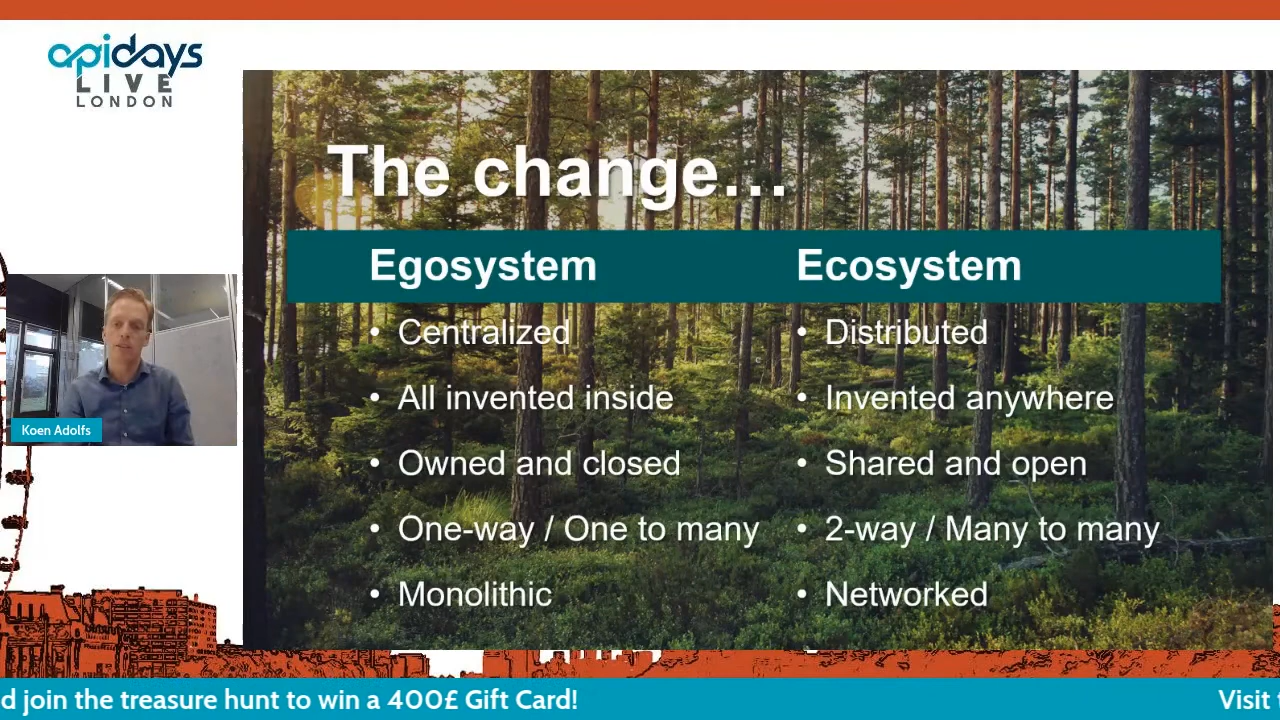 apidays
LIVE
LONDON
The change…
Egosystem
Ecosystem
• Centralized
• All invented inside
• Owned and closed
• One-way / One to many
• Monolithic
• Distributed
• Invented anywhere
• Shared and open
• 2-way / Many to many
• Networked
Koen Adolfs
d join the treasure hunt to win a 400£ Gift Card!
Visit